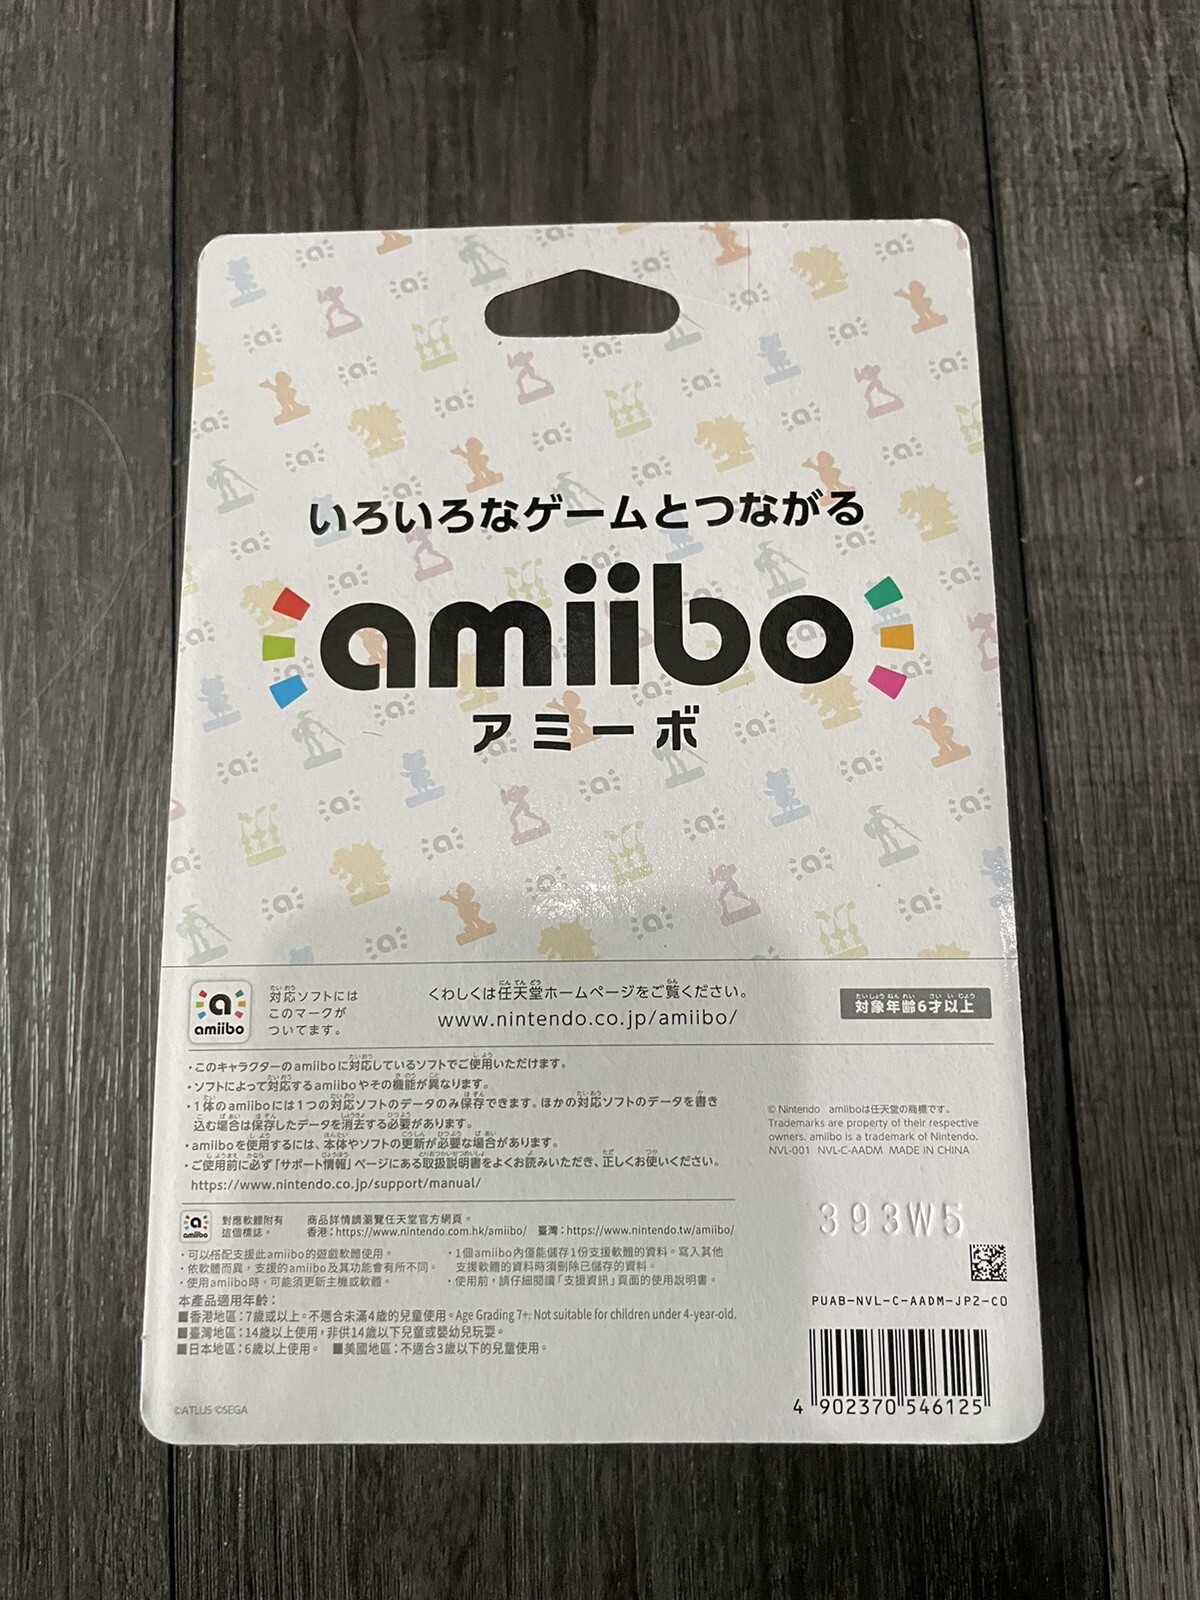 いろいろなゲームとつながる
amiibo
アミーボ
a
amiibo
対応ソフトには
このマークが
ついてます。
くわしくは任天堂ホームページをご覧ください。
www.nintendo.co.jp/amiibo/
対象年齢6才以上
・このキャラクターのamiiboに対応しているソフトでご使用いただけます。
・ソフトによって対応するamiiboやその機能が異なります。
・1体のamiiboには1つの対応ソフトのデータのみ保存できます。ほかの対応ソフトのデータを書き
込む場合は保存したデータを消去する必要があります。
・amiiboを使用するには、本体やソフトの更新が必要な場合があります。
・ご使用前に必ず「サポート情報」ページにある取扱説明書をよくお読みいただき、正しくお使いください。
https://www.nintendo.co.jp/support/manual/
© Nintendo amiiboは任天堂の商標です。
Trademarks are property of their respective
owners. amiibo is a trademark of Nintendo.
NVL-001 NVL-C-AADM MADE IN CHINA
393W5
a
amiibo
對應軟體附有
這個標誌。
商品詳情請瀏覽任天堂官方網頁。
香港：https://www.nintendo.com.hk/amiibo/ 臺灣：https://www.nintendo.tw/amiibo/
・可以搭配支援此amiibo的遊戲軟體使用。
・依軟體而異，支援的amiibo及其功能會有所不同。
・使用amiibo時，可能須更新主機或軟體。
・1個amiibo內僅能儲存1份支援軟體的資料。寫入其他
支援軟體的資料時須刪除已儲存的資料。
・使用前，請仔細閱讀「支援資訊」頁面的使用說明書。
本產品適用年齡：
■香港地區：7歲或以上。不適合未滿4歲的兒童使用。Age Grading 7+: Not suitable for children under 4-year-old.
■臺灣地區：14歲以上使用，非供14歲以下兒童或嬰幼兒玩耍。
■日本地區：6歲以上使用。 ■美國地區：不適合3歲以下的兒童使用。
PUAB-NVL-C-AADM-JP2-C0
4 902370 546125
©ATLUS ©SEGA